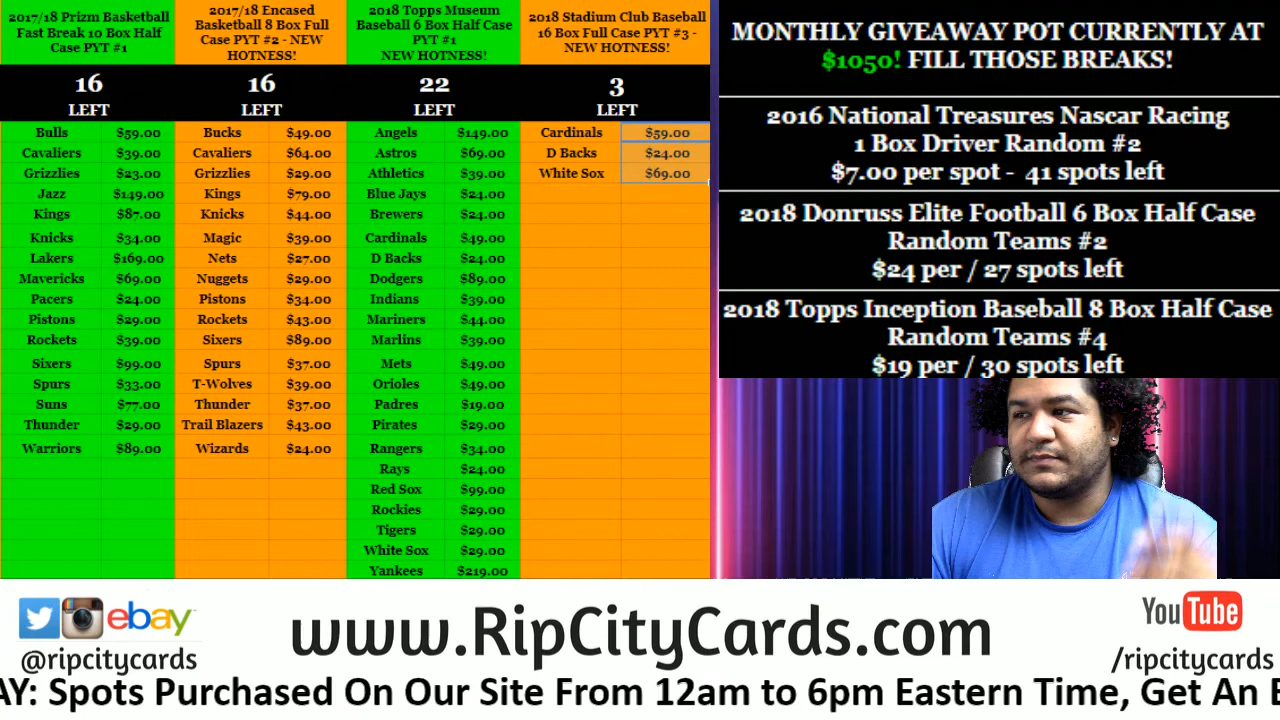 2017/18 Prizm Basketball
Fast Break 10 Box Half
Case PYT #1
16
LEFT
Bulls $59.00
Cavaliers $39.00
Grizzlies $23.00
Jazz $149.00
Kings $87.00
Knicks $34.00
Lakers $169.00
Mavericks $69.00
Pacers $24.00
Pistons $29.00
Rockets $39.00
Sixers $99.00
Spurs $33.00
Suns $77.00
Thunder $29.00
Warriors $89.00
2017/18 Encased
Basketball 8 Box Full
Case PYT #2 - NEW
HOTNESS!
16
LEFT
Bucks $49.00
Cavaliers $64.00
Grizzlies $29.00
Kings $79.00
Knicks $44.00
Magic $39.00
Nets $27.00
Nuggets $29.00
Pistons $34.00
Rockets $43.00
Sixers $89.00
Spurs $37.00
T-Wolves $39.00
Thunder $37.00
Trail Blazers $43.00
Wizards $24.00
2018 Topps Museum
Baseball 6 Box Half Case
PYT #1
NEW HOTNESS!
22
LEFT
Angels $149.00
Astros $69.00
Athletics $39.00
Blue Jays $24.00
Brewers $24.00
Cardinals $49.00
D Backs $24.00
Dodgers $89.00
Indians $39.00
Mariners $44.00
Marlins $39.00
Mets $49.00
Orioles $49.00
Padres $19.00
Pirates $29.00
Rangers $34.00
Rays $24.00
Red Sox $99.00
Rockies $29.00
Tigers $29.00
White Sox $29.00
Yankees $219.00
2018 Stadium Club Baseball
16 Box Full Case PYT #3 -
NEW HOTNESS!
3
LEFT
Cardinals $59.00
D Backs $24.00
White Sox $69.00
MONTHLY GIVEAWAY POT CURRENTLY AT
$1050! FILL THOSE BREAKS!
2016 National Treasures Nascar Racing
1 Box Driver Random #2
$7.00 per spot - 41 spots left
2018 Donruss Elite Football 6 Box Half Case
Random Teams #2
$24 per / 27 spots left
2018 Topps Inception Baseball 8 Box Half Case
Random Teams #4
$19 per / 30 spots left
ebay
@ripcitycards
www.RipCityCards.com
YouTube
/ripcitycards
AY: Spots Purchased On Our Site From 12am to 6pm Eastern Time, Get An